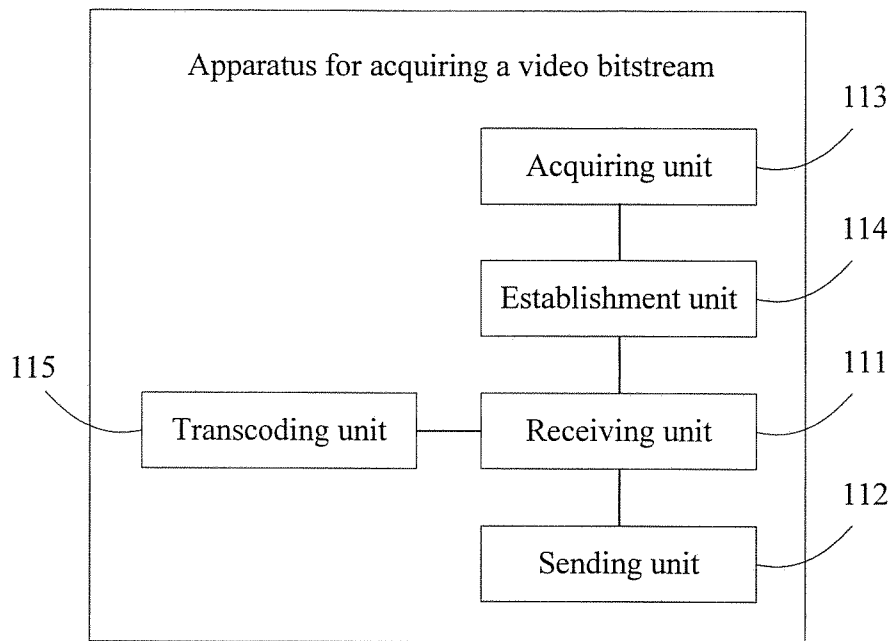 Apparatus for acquiring a video bitstream
113
Acquiring unit
114
Establishment unit
115
111
Transcoding unit
Receiving unit
112
Sending unit